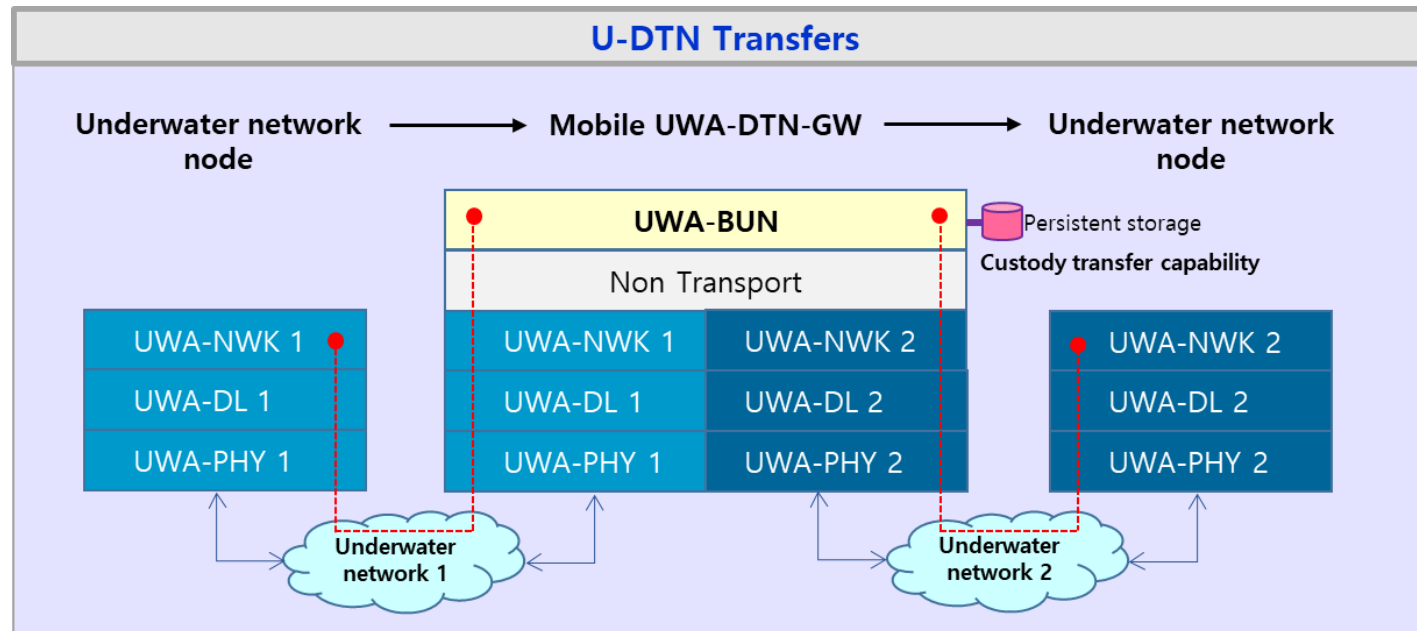 U-DTN Transfers
Underwater network
node
Mobile UWA-DTN-GW
Underwater network
node
UWA-BUN
Persistent storage
Custody transfer capability
Non Transport
UWA-NWK 1
UWA-DL 1
UWA-PHY 1
UWA-NWK 1
UWA-NWK 2
UWA-DL 1
UWA-DL 2
UWA-PHY 1
UWA-PHY 2
UWA-NWK 2
UWA-DL 2
UWA-PHY 2
Underwater
network 1
Underwater
network 2